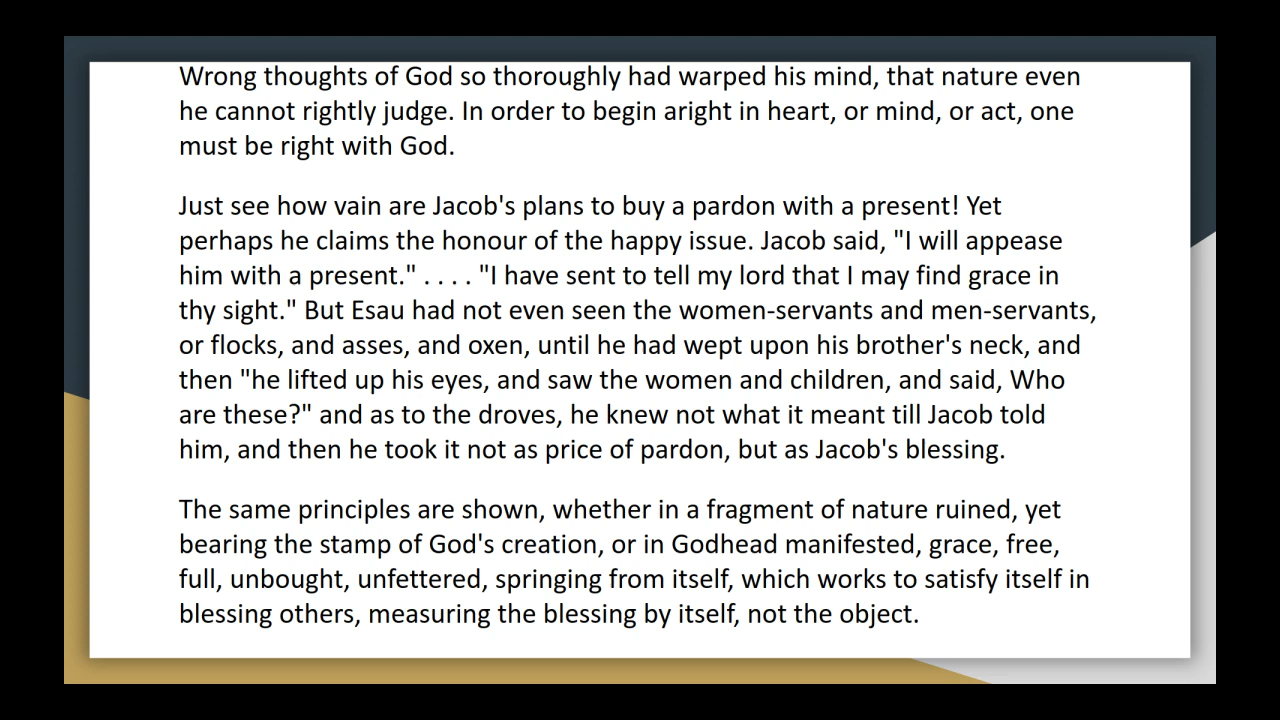 Wrong thoughts of God so thoroughly had warped his mind, that nature even
he cannot rightly judge. In order to begin aright in heart, or mind, or act, one
must be right with God.
Just see how vain are Jacob's plans to buy a pardon with a present! Yet
perhaps he claims the honour of the happy issue. Jacob said, "I will appease
him with a present." . . . . "I have sent to tell my lord that I may find grace in
thy sight." But Esau had not even seen the women-servants and men-servants,
or flocks, and asses, and oxen, until he had wept upon his brother's neck, and
then "he lifted up his eyes, and saw the women and children, and said, Who
are these?" and as to the droves, he knew not what it meant till Jacob told
him, and then he took it not as price of pardon, but as Jacob's blessing.
The same principles are shown, whether in a fragment of nature ruined, yet
bearing the stamp of God's creation, or in Godhead manifested, grace, free,
full, unbought, unfettered, springing from itself, which works to satisfy itself in
blessing others, measuring the blessing by itself, not the object.